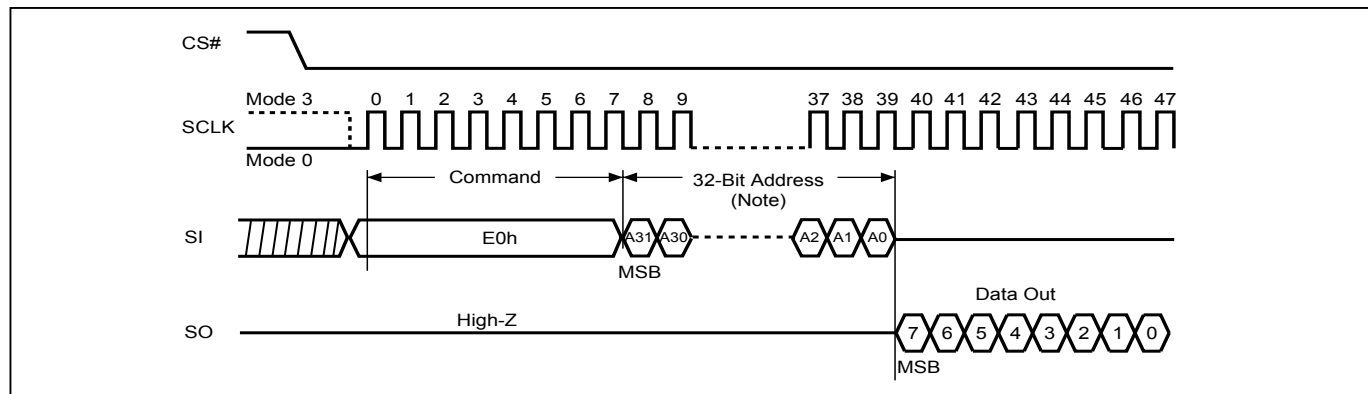 CS#
Mode 3 0 1 2 3 4 5 6 7 8 9 37 38 39 40 41 42 43 44 45 46 47
SCLK
Mode 0
Command 32-Bit Address
(Note)
SI E0h A31 A30 A2 A1 A0
MSB
Data Out
High-Z
SO 7 6 5 4 3 2 1 0
MSB